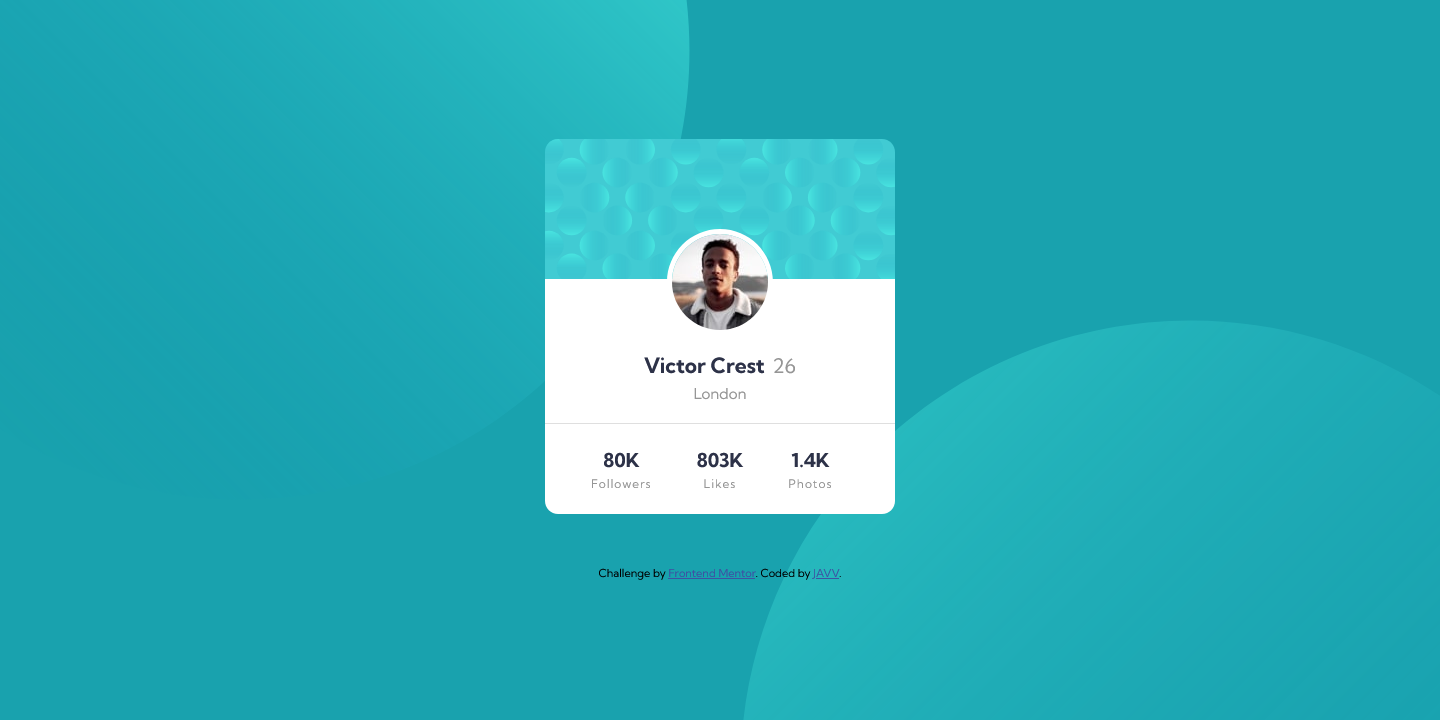 Victor Crest 26
London
80K 803K 1.4K
Followers Likes Photos
Challenge by Frontend Mentor. Coded by JAVV.